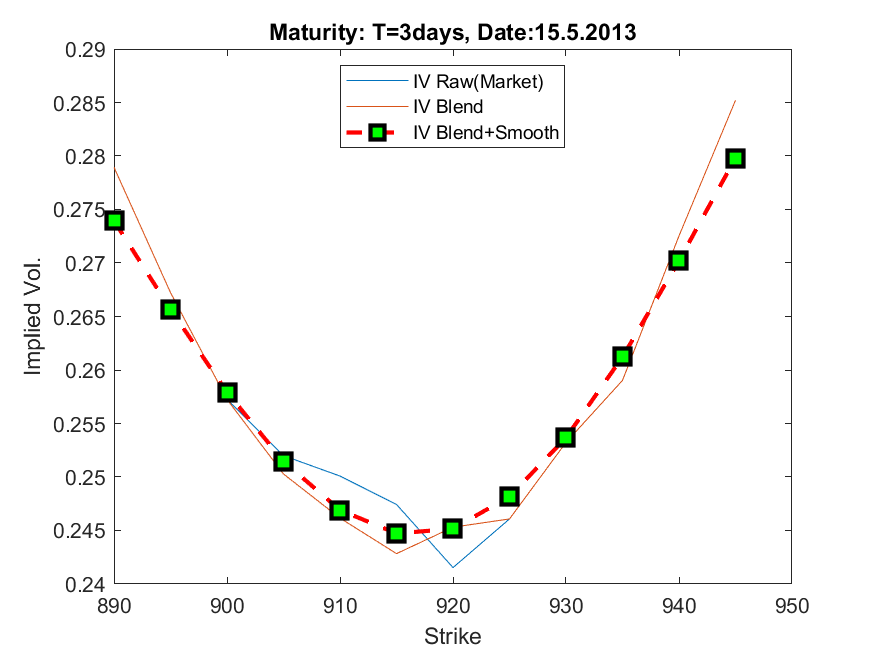 Maturity: T=3days, Date:15.5.2013
IV Raw(Market)
IV Blend
IV Blend+Smooth
Implied Vol.
0.29
0.285
0.28
0.275
0.27
0.265
0.26
0.255
0.25
0.245
0.24
890 900 910 920 930 940 950
Strike